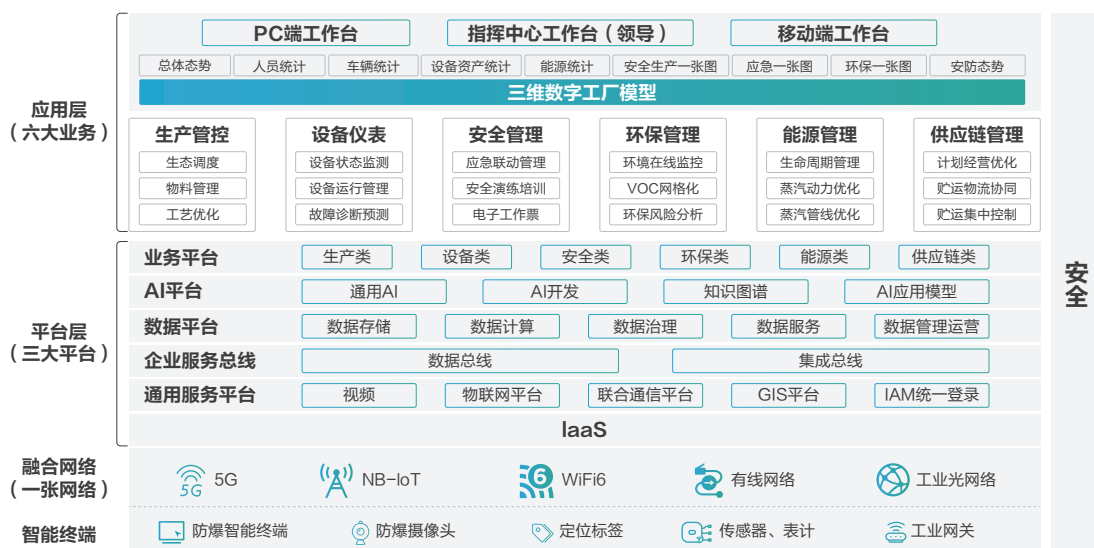 PC端工作台 指挥中心工作台（领导） 移动端工作台
总体态势 人员统计 车辆统计 设备资产统计 能源统计 安全生产一张图 应急一张图 环保一张图 安防态势
三维数字工厂模型
应用层
（六大业务）
生产管控 设备仪表 安全管理 环保管理 能源管理 供应链管理
生态调度 设备状态监测 应急联动管理 环境在线监控 生命周期管理 计划经营优化
物料管理 设备运行管理 安全演练培训 VOC网格化 蒸汽动力优化 贮运物流协同
工艺优化 故障诊断预测 电子工作票 环保风险分析 蒸汽管线优化 贮运集中控制
平台层
（三大平台）
业务平台 生产类 设备类 安全类 环保类 能源类 供应链类
AI平台 通用AI AI开发 知识图谱 AI应用模型
数据平台 数据存储 数据计算 数据治理 数据服务 数据管理运营
企业服务总线 数据总线 集成总线
通用服务平台 视频 物联网平台 联合通信平台 GIS平台 IAM统一登录
IaaS
融合网络
（一张网络）
5G 5G NB-IoT 6 WiFi6 有线网络 工业光网络
智能终端 防爆智能终端 防爆摄像头 定位标签 传感器、表计 工业网关
安全